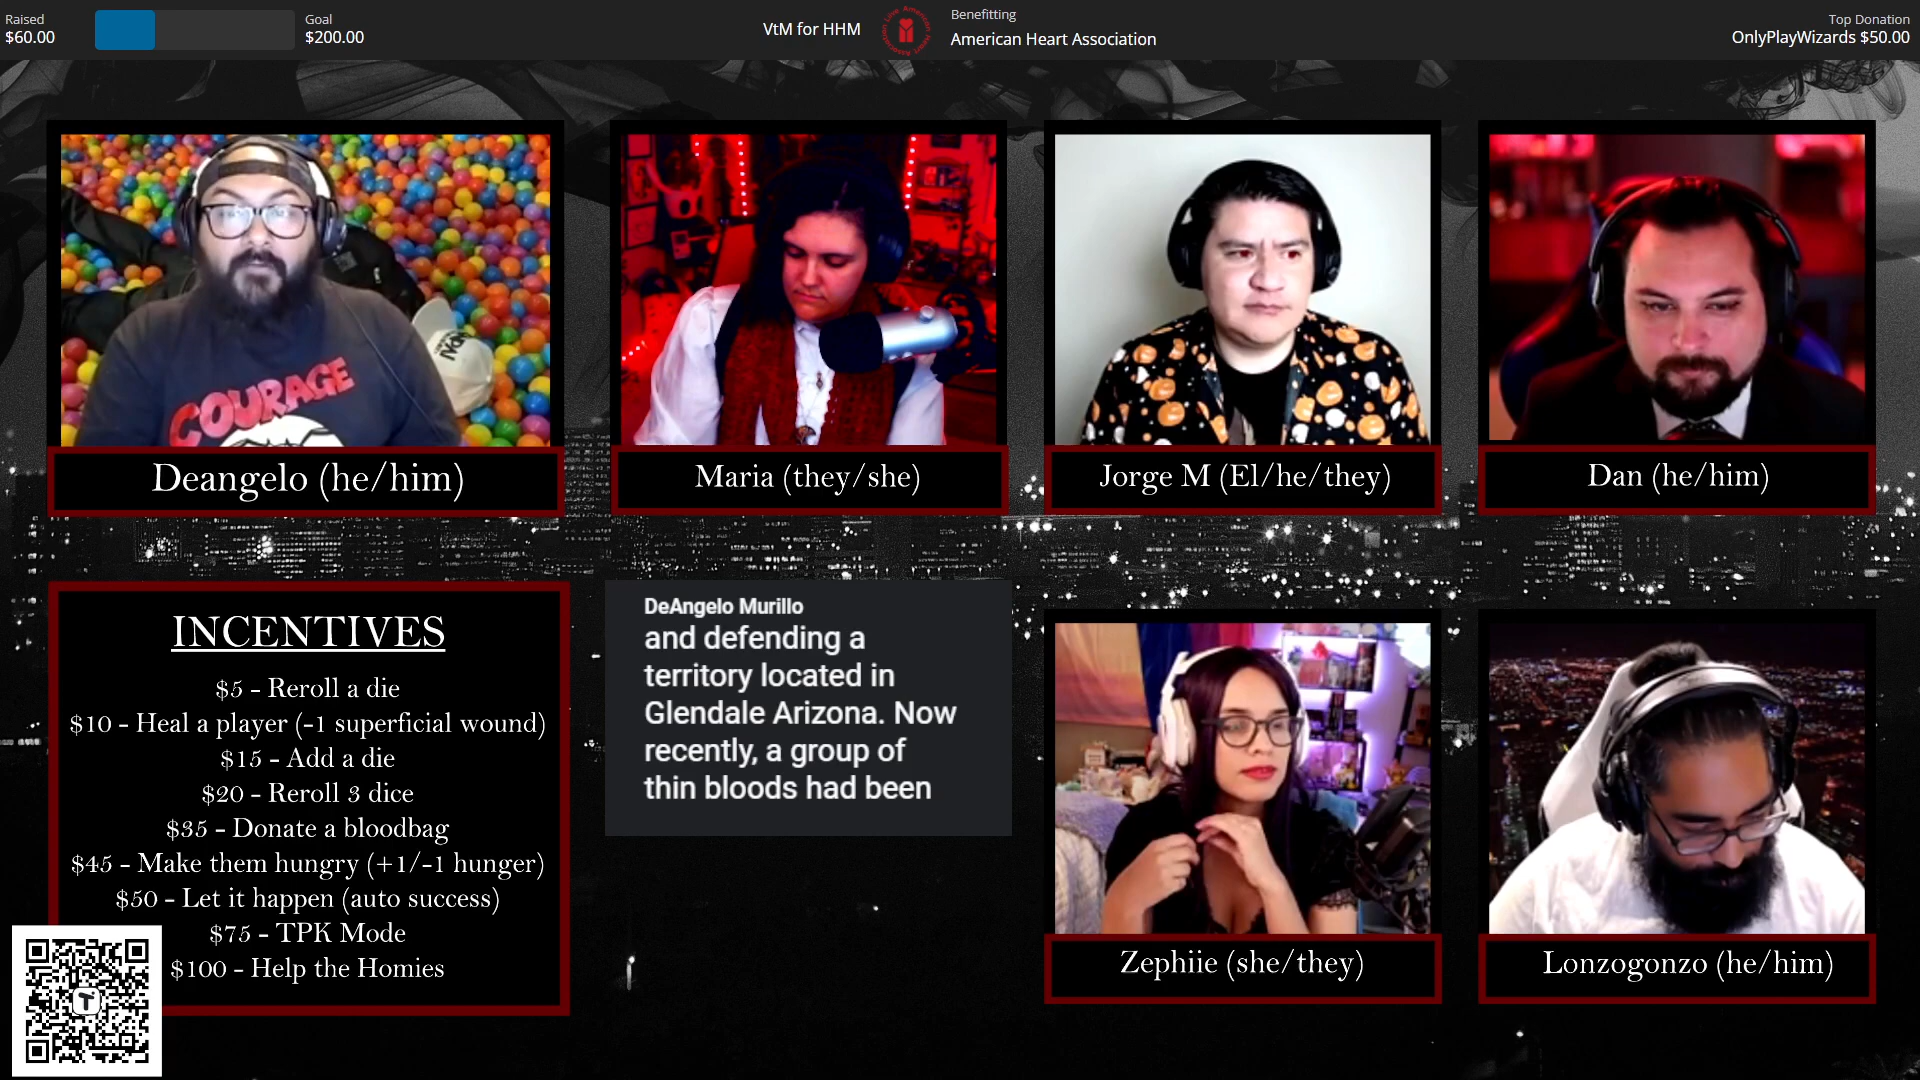 Raised
$60.00
Goal
$200.00
VtM for HHM
Benefitting
American Heart Association
Top Donation
OnlyPlayWizards $50.00
COURAGE
Deangelo (he/him)
Maria (they/she)
Jorge M (El/he/they)
Dan (he/him)
INCENTIVES
$5 - Reroll a die
$10 - Heal a player (-1 superficial wound)
$15 - Add a die
$20 - Reroll 3 dice
$35 - Donate a bloodbag
$45 - Make them hungry (+1/-1 hunger)
$50 - Let it happen (auto success)
$75 - TPK Mode
$100 - Help the Homies
DeAngelo Murillo
and defending a
territory located in
Glendale Arizona. Now
recently, a group of
thin bloods had been
Zephiie (she/they)
Lonzogonzo (he/him)